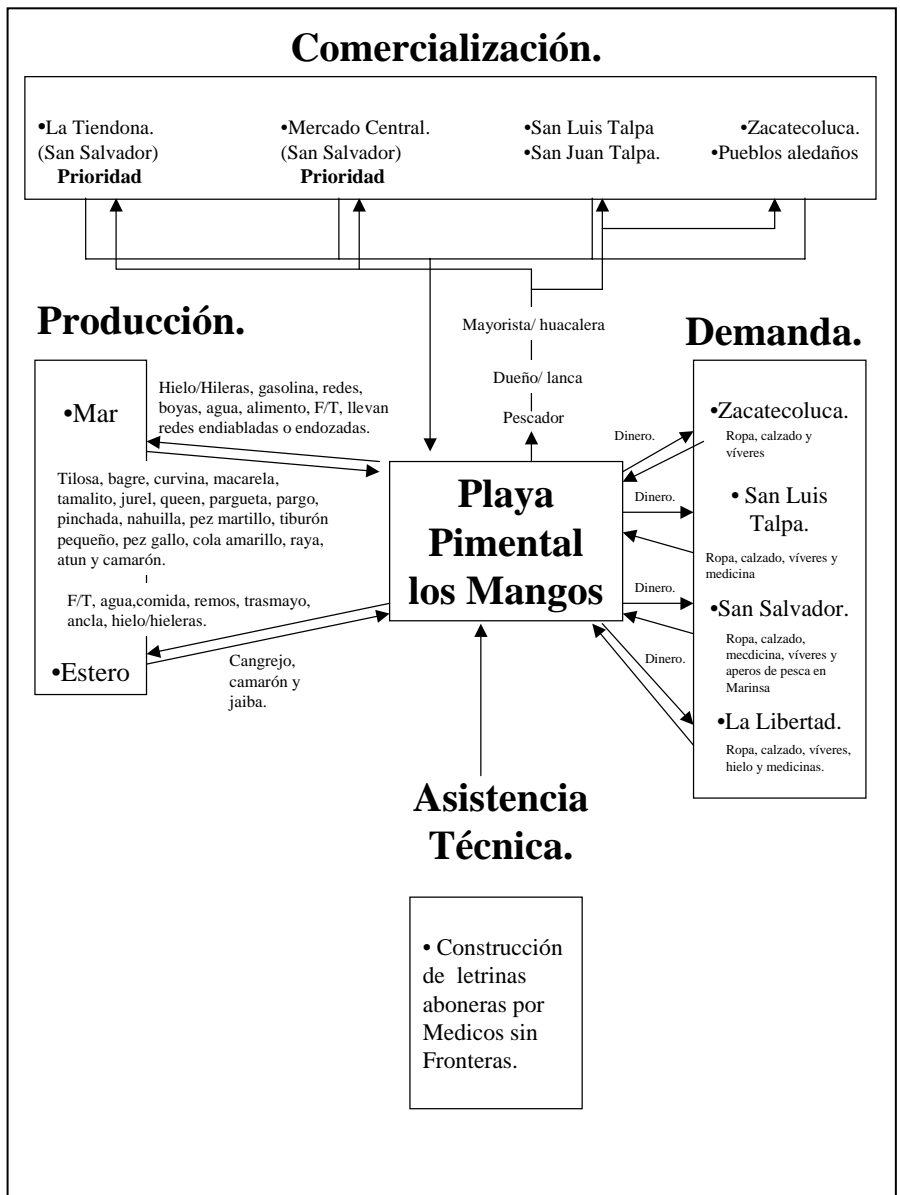 Comercialización.
•La Tiendona.
(San Salvador)
Prioridad
•Mercado Central.
(San Salvador)
Prioridad
•San Luis Talpa
•San Juan Talpa.
•Zacatecoluca.
•Pueblos aledaños
Producción.
•Mar
Hielo/Hileras, gasolina, redes,
boyas, agua, alimento, F/T, llevan
redes endiabladas o endozadas.
Tilosa, bagre, curvina, macarela,
tamalito, jurel, queen, pargueta, pargo,
pinchada, nahuilla, pez martillo, tiburón
pequeño, pez gallo, cola amarillo, raya,
atun y camarón.
F/T, agua,comida, remos, trasmayo,
ancla, hielo/hieleras.
•Estero
Cangrejo,
camarón y
jaiba.
Mayorista/ huacalera
Dueño/ lanca
Pescador
Playa
Pimental
los Mangos
Demanda.
Dinero.
•Zacatecoluca.
Ropa, calzado y
víveres
Dinero.
• San Luis
Talpa.
Ropa, calzado, víveres y
medicina
Dinero.
•San Salvador.
Ropa, calzado,
mecdicina, víveres y
aperos de pesca en
Marinsa
Dinero.
•La Libertad.
Ropa, calzado, víveres,
hielo y medicinas.
Asistencia
Técnica.
• Construcción
de letrinas
aboneras por
Medicos sin
Fronteras.